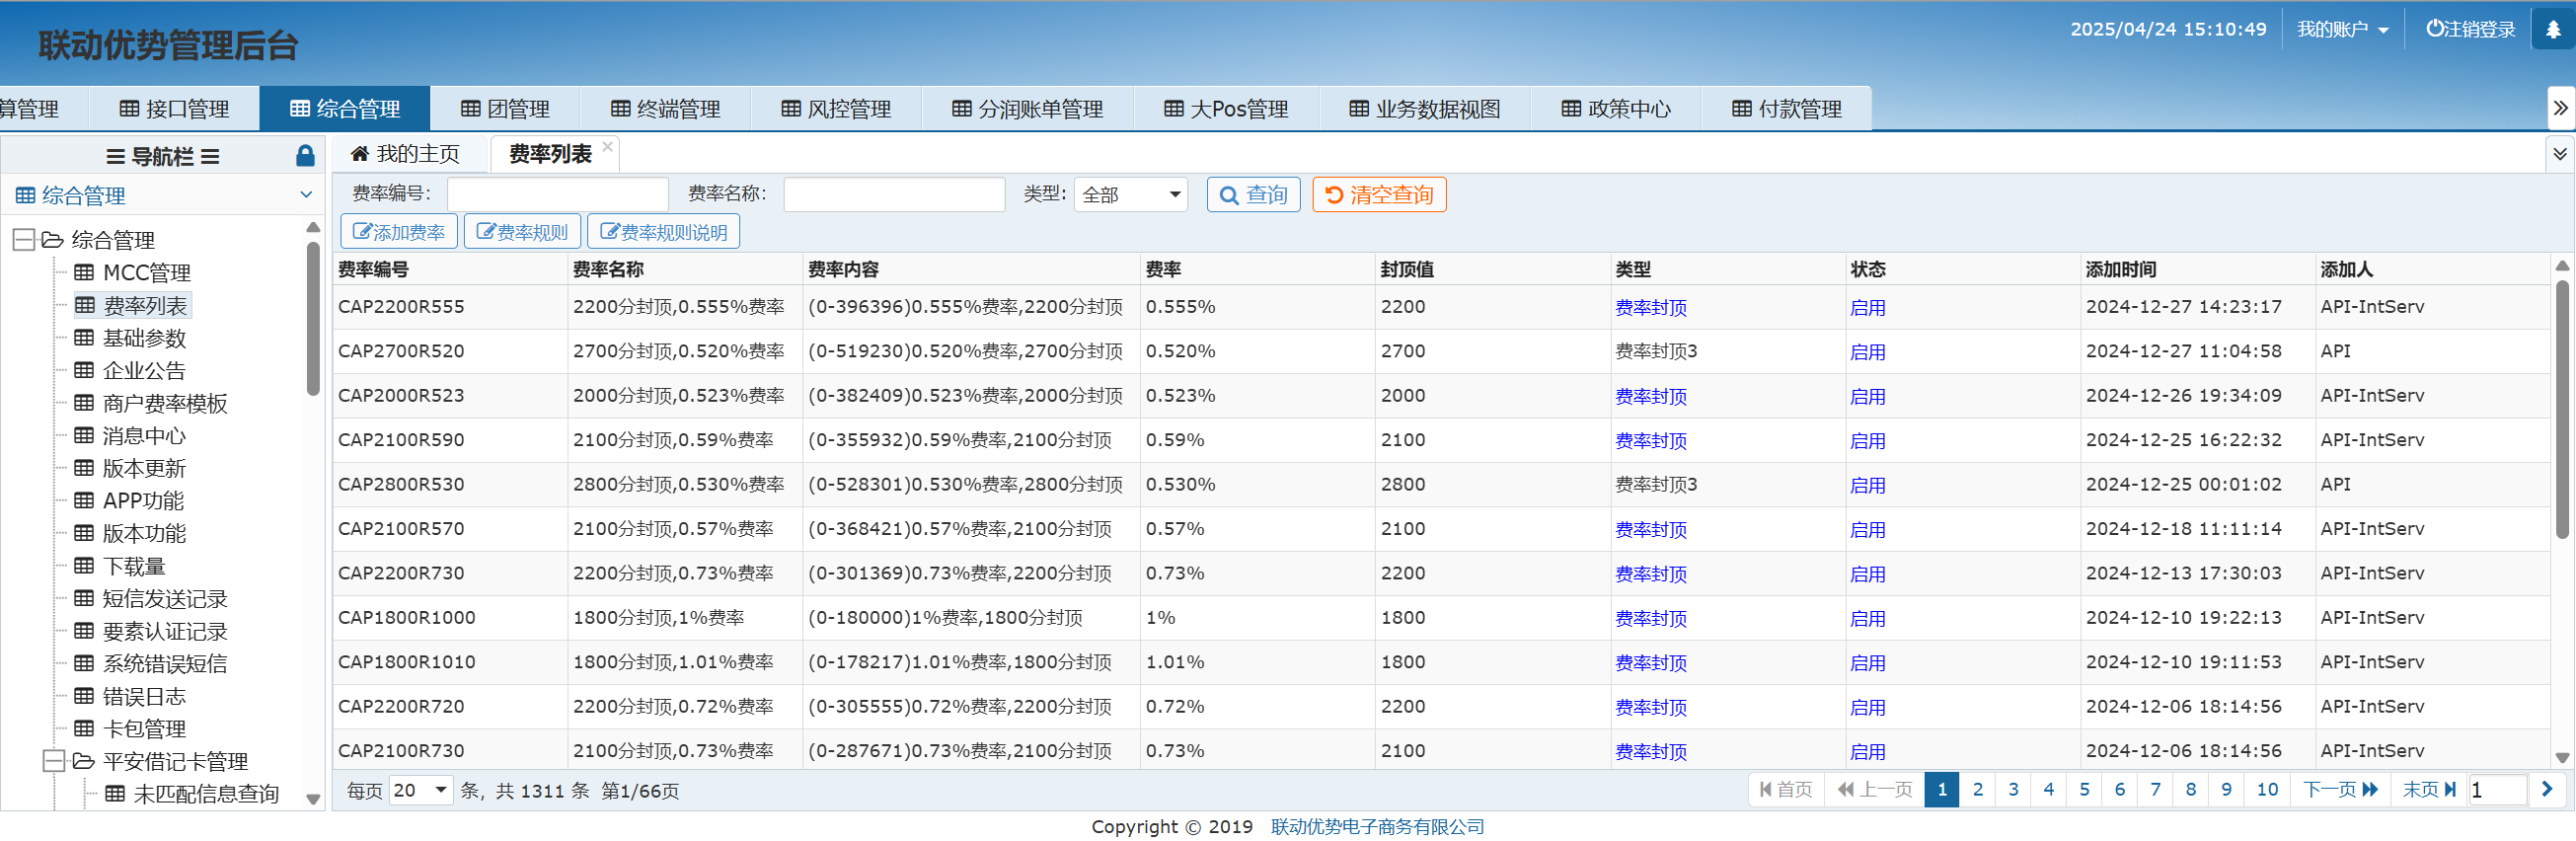 联动优势管理后台
2025/04/24 15:10:49 我的账户 注销登录
算管理 接口管理 综合管理 团管理 终端管理 风控管理 分润账单管理 大Pos管理 业务数据视图 政策中心 付款管理
导航栏
综合管理
综合管理
MCC管理
费率列表
基础参数
企业公告
商户费率模板
消息中心
版本更新
APP功能
版本功能
下载量
短信发送记录
要素认证记录
系统错误短信
错误日志
卡包管理
平安借记卡管理
未匹配信息查询
我的主页 费率列表
费率编号: 费率名称: 类型: 全部 查询 清空查询
添加费率 费率规则 费率规则说明
费率编号 费率名称 费率内容 费率 封顶值 类型 状态 添加时间 添加人
CAP2200R555 2200分封顶,0.555%费率 (0-396396)0.555%费率,2200分封顶 0.555% 2200 费率封顶 启用 2024-12-27 14:23:17 API-IntServ
CAP2700R520 2700分封顶,0.520%费率 (0-519230)0.520%费率,2700分封顶 0.520% 2700 费率封顶3 启用 2024-12-27 11:04:58 API
CAP2000R523 2000分封顶,0.523%费率 (0-382409)0.523%费率,2000分封顶 0.523% 2000 费率封顶 启用 2024-12-26 19:34:09 API-IntServ
CAP2100R590 2100分封顶,0.59%费率 (0-355932)0.59%费率,2100分封顶 0.59% 2100 费率封顶 启用 2024-12-25 16:22:32 API-IntServ
CAP2800R530 2800分封顶,0.530%费率 (0-528301)0.530%费率,2800分封顶 0.530% 2800 费率封顶3 启用 2024-12-25 00:01:02 API
CAP2100R570 2100分封顶,0.57%费率 (0-368421)0.57%费率,2100分封顶 0.57% 2100 费率封顶 启用 2024-12-18 11:11:14 API-IntServ
CAP2200R730 2200分封顶,0.73%费率 (0-301369)0.73%费率,2200分封顶 0.73% 2200 费率封顶 启用 2024-12-13 17:30:03 API-IntServ
CAP1800R1000 1800分封顶,1%费率 (0-180000)1%费率,1800分封顶 1% 1800 费率封顶 启用 2024-12-10 19:22:13 API-IntServ
CAP1800R1010 1800分封顶,1.01%费率 (0-178217)1.01%费率,1800分封顶 1.01% 1800 费率封顶 启用 2024-12-10 19:11:53 API-IntServ
CAP2200R720 2200分封顶,0.72%费率 (0-305555)0.72%费率,2200分封顶 0.72% 2200 费率封顶 启用 2024-12-06 18:14:56 API-IntServ
CAP2100R730 2100分封顶,0.73%费率 (0-287671)0.73%费率,2100分封顶 0.73% 2100 费率封顶 启用 2024-12-06 18:14:56 API-IntServ
每页 20 条, 共 1311 条 第1/66页 首页 上一页 1 2 3 4 5 6 7 8 9 10 下一页 末页 1
Copyright © 2019 联动优势电子商务有限公司